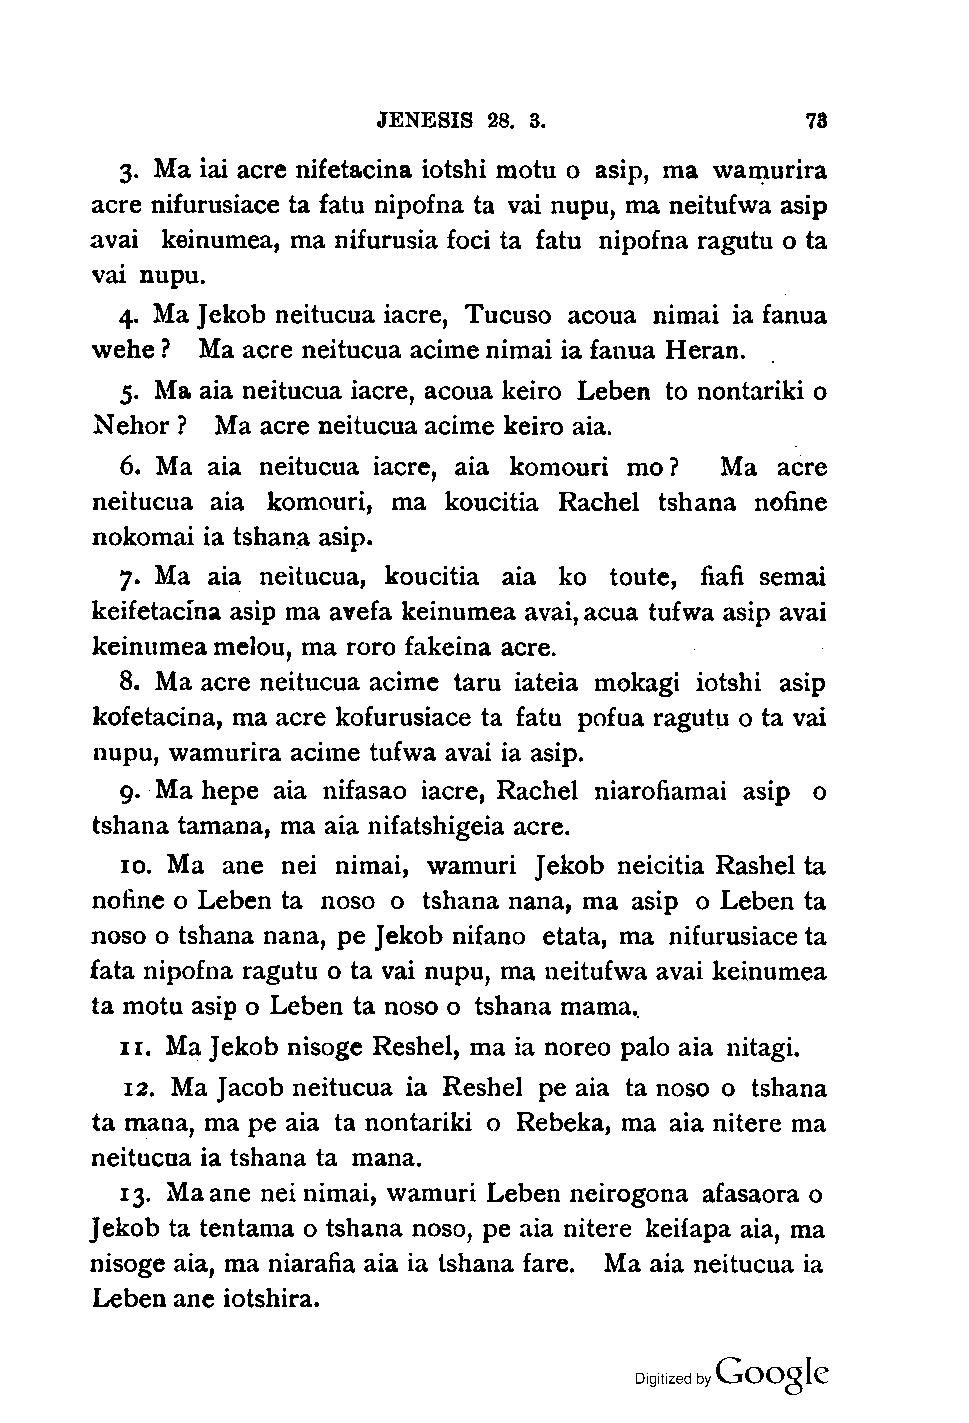 JENESIS 28. 3. 73
3. Ma iai acre nifetacina iotshi motu o asip, ma wamurira
acre nifurusiace ta fatu nipofna ta vai nupu, ma neitufwa asip
avai keinumea, ma nifurusia foci ta fatu nipofna ragutu o ta
vai nupu.
4. Ma Jekob neitucua iacre, Tucuso acoua nimai ia fanua
wehe ? Ma acre neitucua acime nimai ia fanua Heran.
5. Ma aia neitucua iacre, acoua keiro Leben to nontariki o
Nehor ? Ma acre neitucua acime keiro aia.
6. Ma aia neitucua iacre, aia komouri mo ? Ma acre
neitucua aia komouri, ma koucitia Rachel tshana nofine
nokomai ia tshana asip.
7. Ma aia neitucua, koucitia aia ko toute, fiafi semai
keifetacina asip ma avefa keinumea avai, acua tufwa asip avai
keinumea melou, ma roro fakeina acre.
8. Ma acre neitucua acime taru iateia mokagi iotshi asip
kofetacina, ma acre kofurusiace ta fatu pofua ragutu o ta vai
nupu, wamurira acime tufwa avai ia asip.
9. Ma hepe aia nifasao iacre, Rachel niarofiamai asip o
tshana tamana, ma aia nifatshigeia acre.
10. Ma ane nei nimai, wamuri Jekob neicitia Rashel ta
nofine o Leben ta noso o tshana nana, ma asip o Leben ta
noso o tshana nana, pe Jekob nifano etata, ma nifurusiace ta
fata nipofna ragutu o ta vai nupu, ma neitufwa avai keinumea
ta motu asip o Leben ta noso o tshana mama.
11. Ma Jekob nisoge Reshel, ma ia noreo palo aia nitagi.
12. Ma Jacob neitucua ia Reshel pe aia ta noso o tshana
ta mana, ma pe aia ta nontariki o Rebeka, ma aia nitere ma
neitucua ia tshana ta mana.
13. Ma ane nei nimai, wamuri Leben neirogona afasaora o
Jekob ta tentama o tshana noso, pe aia nitere keifapa aia, ma
nisoge aia, ma niarafia aia ia tshana fare. Ma aia neitucua ia
Leben ane iotshira.
Digitized by Google